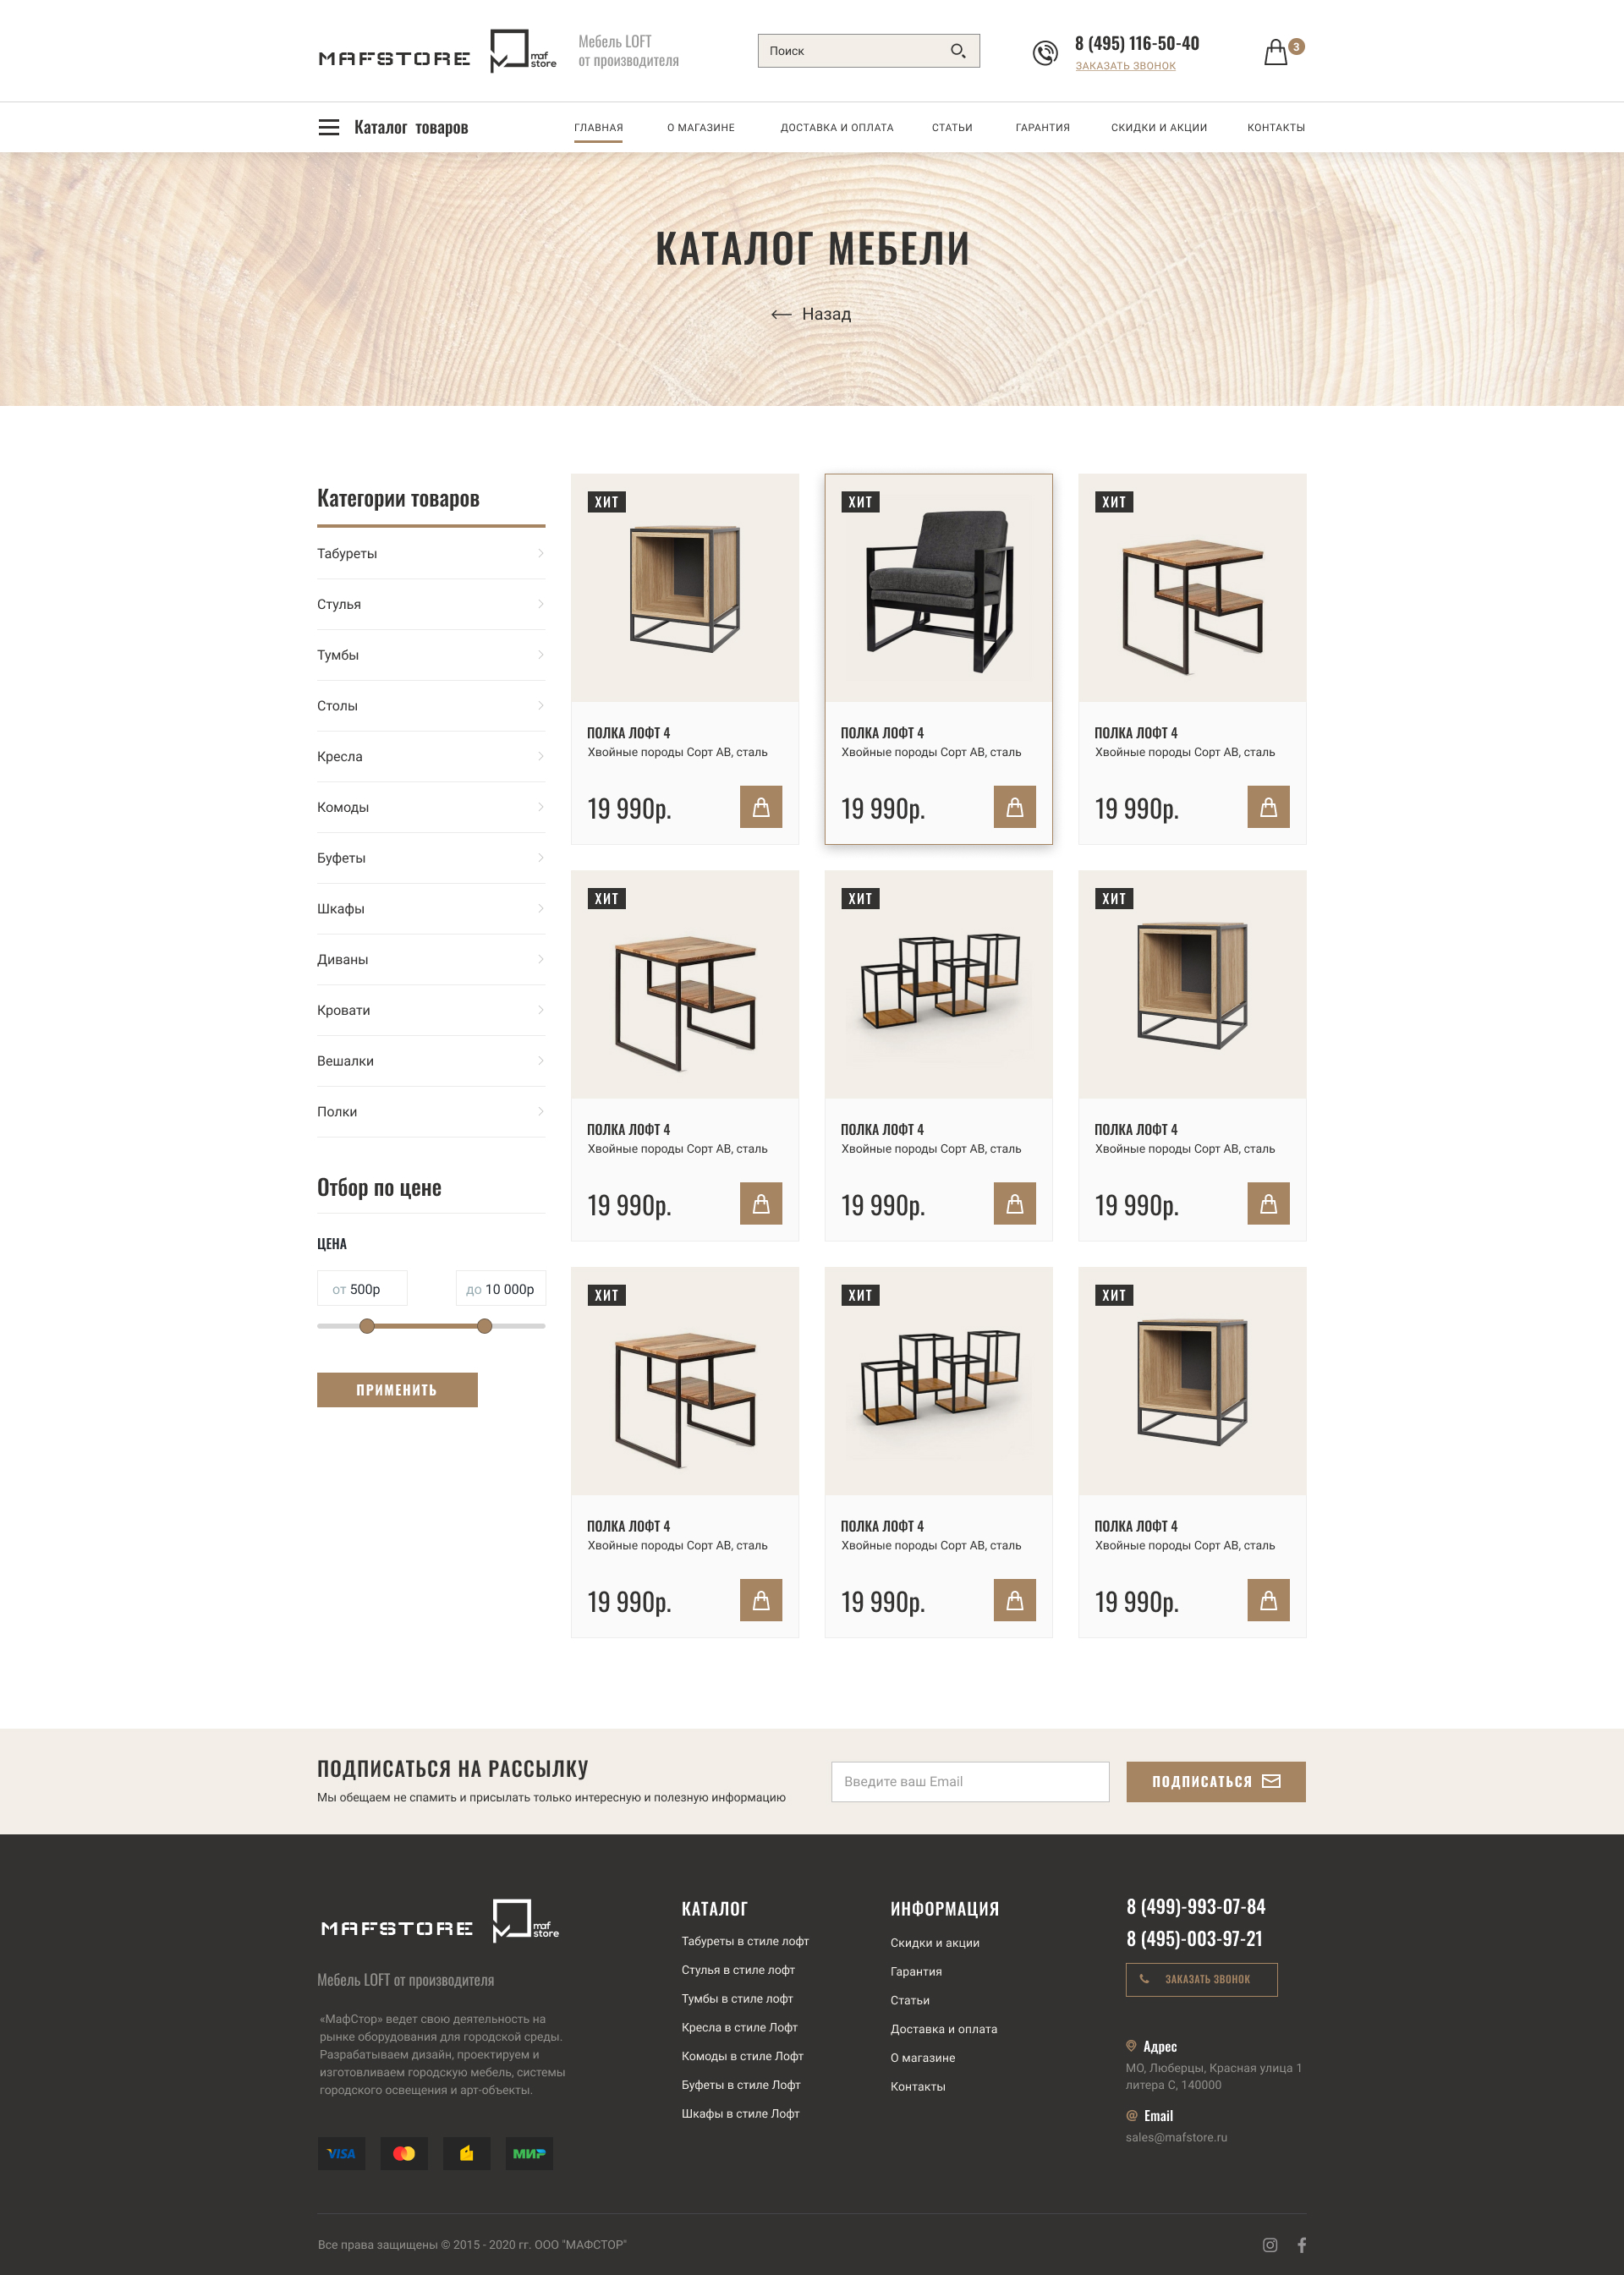 MAFSTORE
maf
store
Мебель LOFT
от производителя
Поиск
8 (495) 116-50-40
ЗАКАЗАТЬ ЗВОНОК
3
Каталог товаров
ГЛАВНАЯ
О МАГАЗИНЕ
ДОСТАВКА И ОПЛАТА
СТАТЬИ
ГАРАНТИЯ
СКИДКИ И АКЦИИ
КОНТАКТЫ
КАТАЛОГ МЕБЕЛИ
Назад
Категории товаров
Табуреты
Стулья
Тумбы
Столы
Кресла
Комоды
Буфеты
Шкафы
Диваны
Кровати
Вешалки
Полки
Отбор по цене
ЦЕНА
от 500р
до 10 000р
ПРИМЕНИТЬ
ХИТ
ПОЛКА ЛОФТ 4
Хвойные породы Сорт АВ, сталь
19 990р.
ХИТ
ПОЛКА ЛОФТ 4
Хвойные породы Сорт АВ, сталь
19 990р.
ХИТ
ПОЛКА ЛОФТ 4
Хвойные породы Сорт АВ, сталь
19 990р.
ХИТ
ПОЛКА ЛОФТ 4
Хвойные породы Сорт АВ, сталь
19 990р.
ХИТ
ПОЛКА ЛОФТ 4
Хвойные породы Сорт АВ, сталь
19 990р.
ХИТ
ПОЛКА ЛОФТ 4
Хвойные породы Сорт АВ, сталь
19 990р.
ХИТ
ПОЛКА ЛОФТ 4
Хвойные породы Сорт АВ, сталь
19 990р.
ХИТ
ПОЛКА ЛОФТ 4
Хвойные породы Сорт АВ, сталь
19 990р.
ХИТ
ПОЛКА ЛОФТ 4
Хвойные породы Сорт АВ, сталь
19 990р.
ПОДПИСАТЬСЯ НА РАССЫЛКУ
Мы обещаем не спамить и присылать только интересную и полезную информацию
Введите ваш Email
ПОДПИСАТЬСЯ
MAFSTORE
maf
store
Мебель LOFT от производителя
«МафСтор» ведет свою деятельность на
рынке оборудования для городской среды.
Разрабатываем дизайн, проектируем и
изготовливаем городскую мебель, системы
городского освещения и арт-объекты.
VISA
МИР
КАТАЛОГ
Табуреты в стиле лофт
Стулья в стиле лофт
Тумбы в стиле лофт
Кресла в стиле Лофт
Комоды в стиле Лофт
Буфеты в стиле Лофт
Шкафы в стиле Лофт
ИНФОРМАЦИЯ
Скидки и акции
Гарантия
Статьи
Доставка и оплата
О магазине
Контакты
8 (499)-993-07-84
8 (495)-003-97-21
ЗАКАЗАТЬ ЗВОНОК
Адрес
МО, Люберцы, Красная улица 1
литера С, 140000
@ Email
sales@mafstore.ru
Все права защищены © 2015 - 2020 гг. ООО "МАФСТОР"